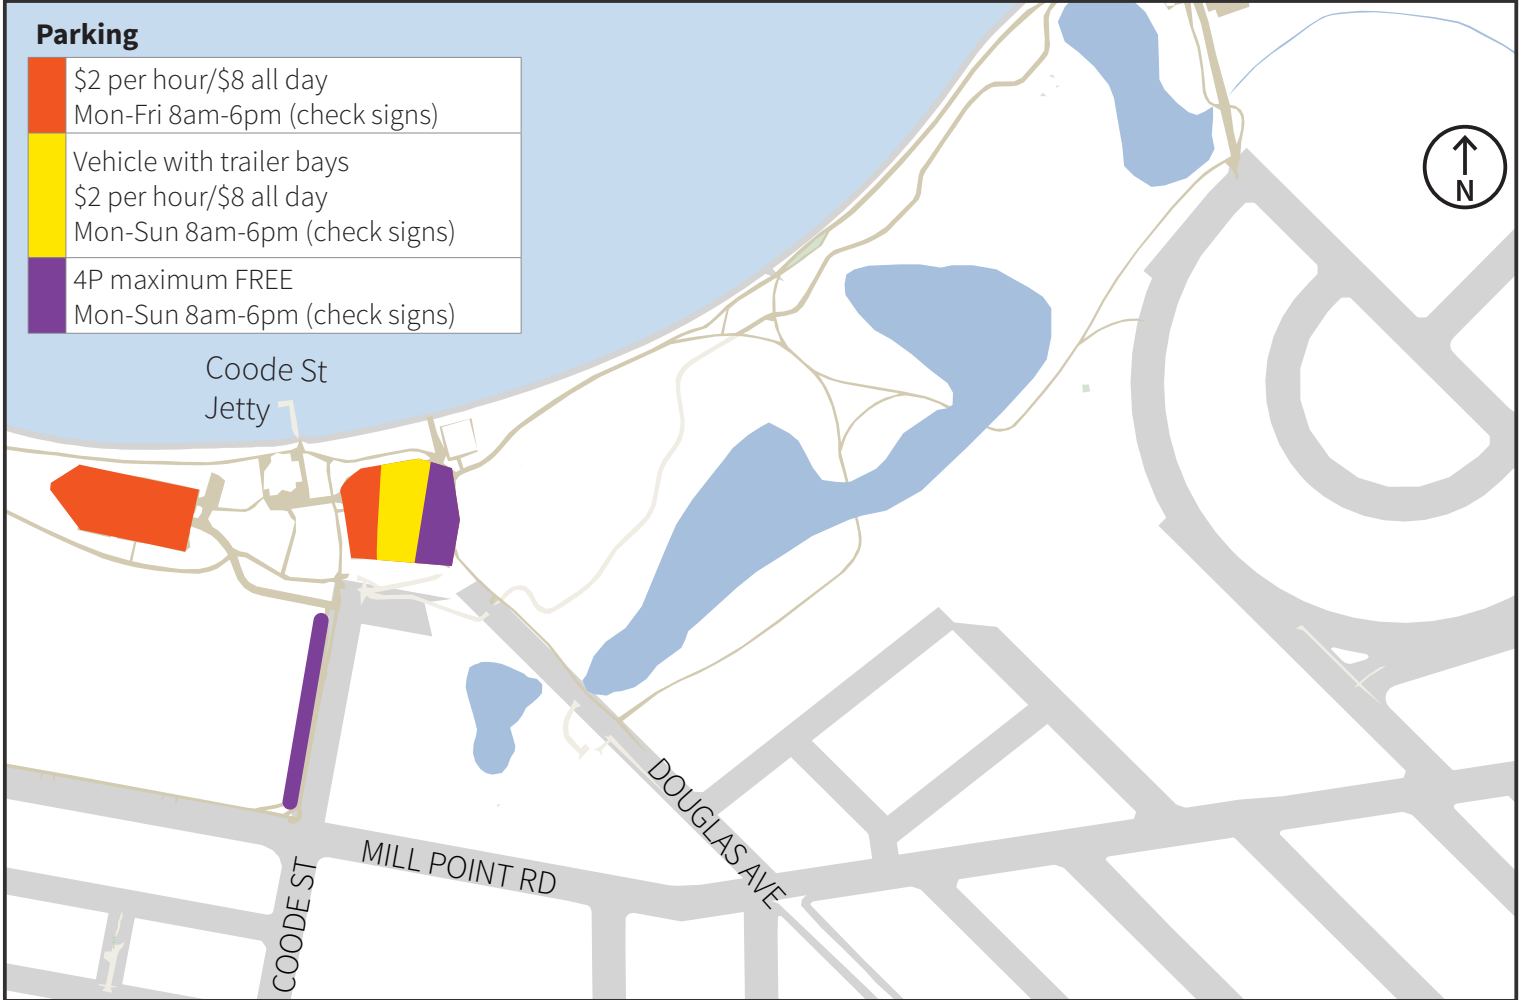 Parking
$2 per hour/$8 all day
Mon-Fri 8am-6pm (check signs)
Vehicle with trailer bays
$2 per hour/$8 all day
Mon-Sun 8am-6pm (check signs)
4P maximum FREE
Mon-Sun 8am-6pm (check signs)
N
Coode St
Jetty
DOUGLAS AVE
MILL POINT RD
COODE ST